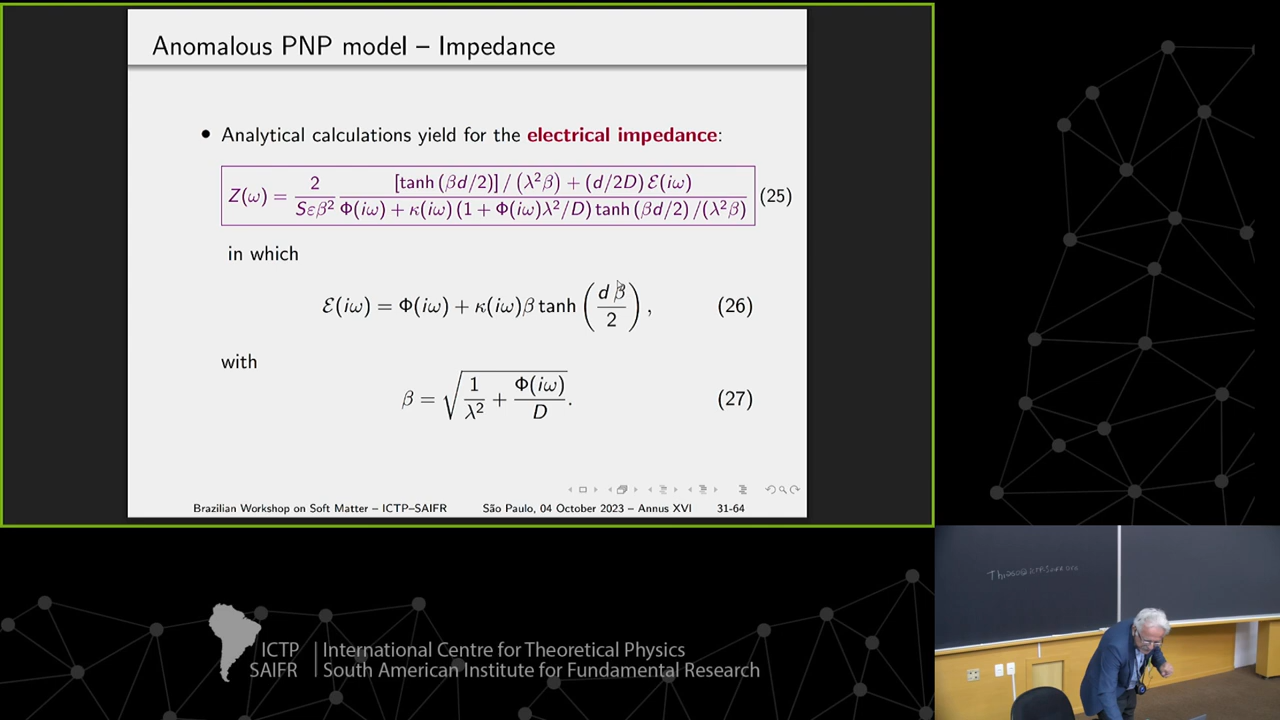 Anomalous PNP model – Impedance
• Analytical calculations yield for the electrical impedance:
Z(ω) = 2/(Sεβ²) [tanh (βd/2)] / (λ²β) + (d/2D) ℰ(iω) / Φ(iω) + κ(iω) (1 + Φ(iω)λ²/D) tanh (βd/2) /(λ²β) (25)
in which
ℰ(iω) = Φ(iω) + κ(iω)β tanh (d β / 2), (26)
with
β = √(1/λ² + Φ(iω)/D). (27)
Brazilian Workshop on Soft Matter – ICTP–SAIFR São Paulo, 04 October 2023 – Annus XVI 31-64
ICTP International Centre for Theoretical Physics
SAIFR South American Institute for Fundamental Research